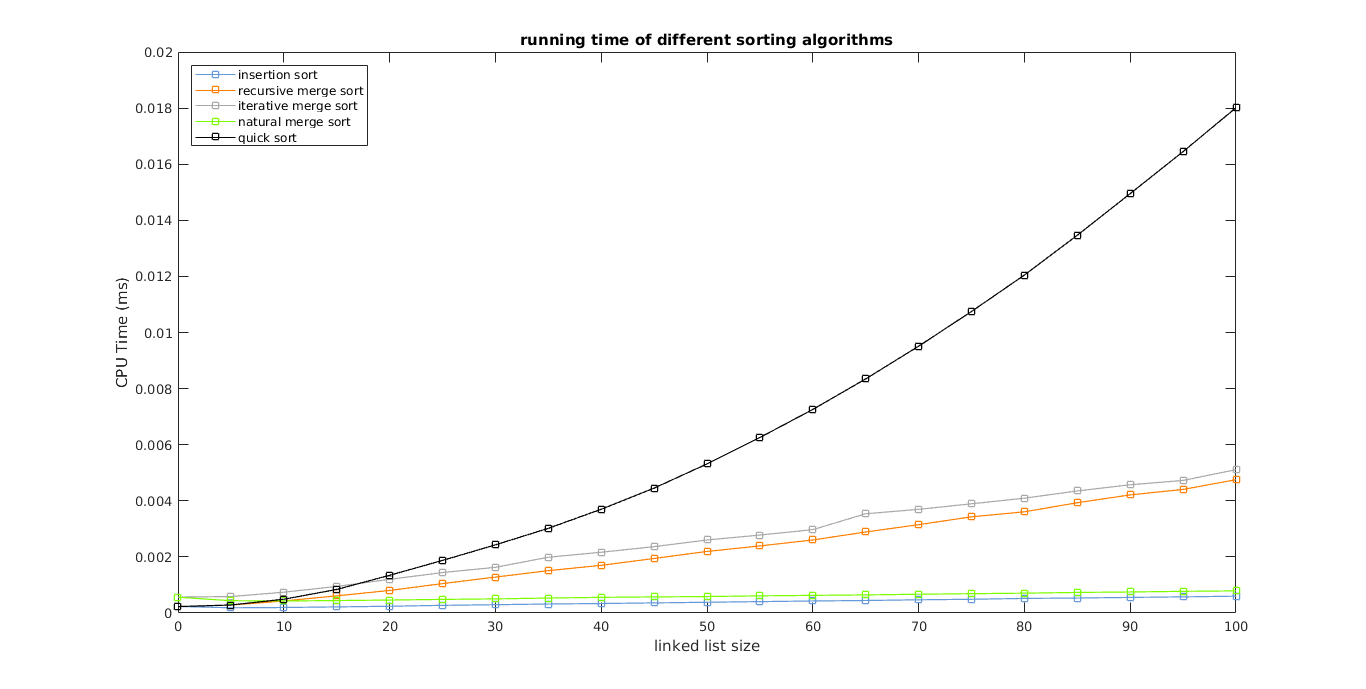 running time of different sorting algorithms
insertion sort
recursive merge sort
iterative merge sort
natural merge sort
quick sort
CPU Time (ms)
0.02
0.018
0.016
0.014
0.012
0.01
0.008
0.006
0.004
0.002
0
0 10 20 30 40 50 60 70 80 90 100
linked list size